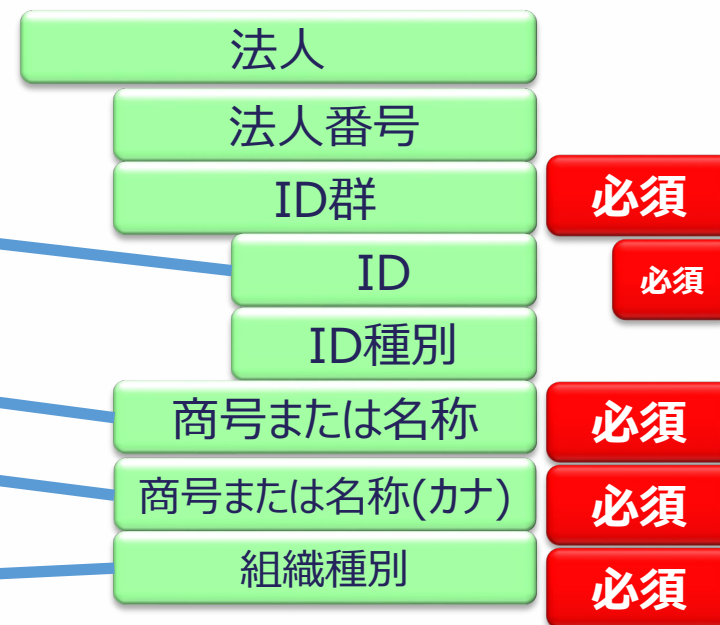 法人
法人番号
ID群 必須
ID 必須
ID種別
商号または名称 必須
商号または名称(カナ) 必須
組織種別 必須